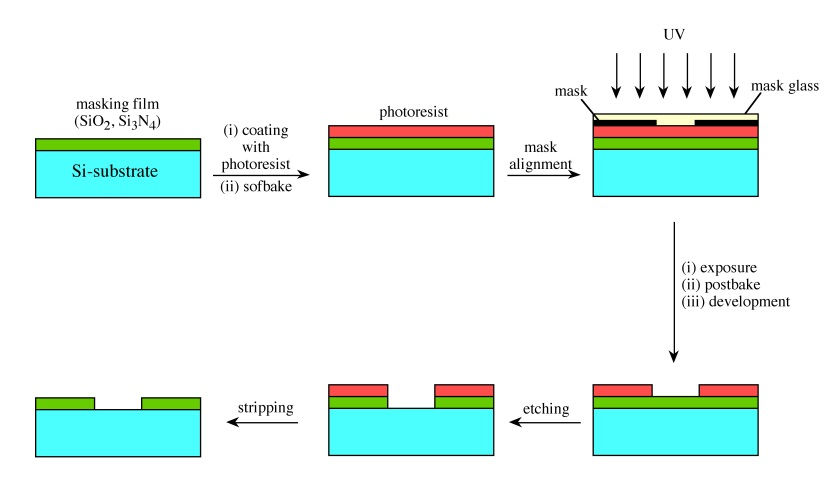 masking film
(SiO2, Si3N4)
Si-substrate
(i) coating
with
photoresist
(ii) sofbake
photoresist
mask
alignment
UV
mask
mask glass
(i) exposure
(ii) postbake
(iii) development
etching
stripping